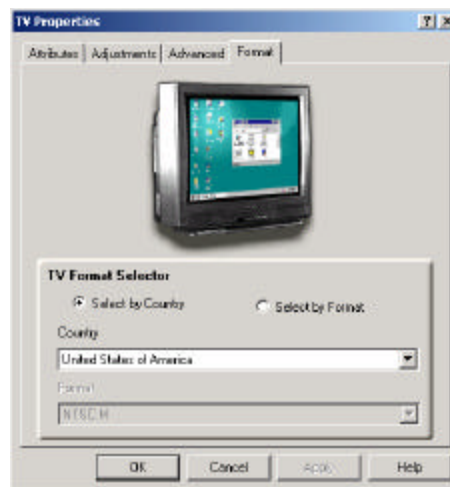 TV Properties
Attributes Adjustments Advanced Format
TV Format Selector
Select by Country Select by Format
Country
United States of America
Format
NTSC M
OK Cancel Apply Help